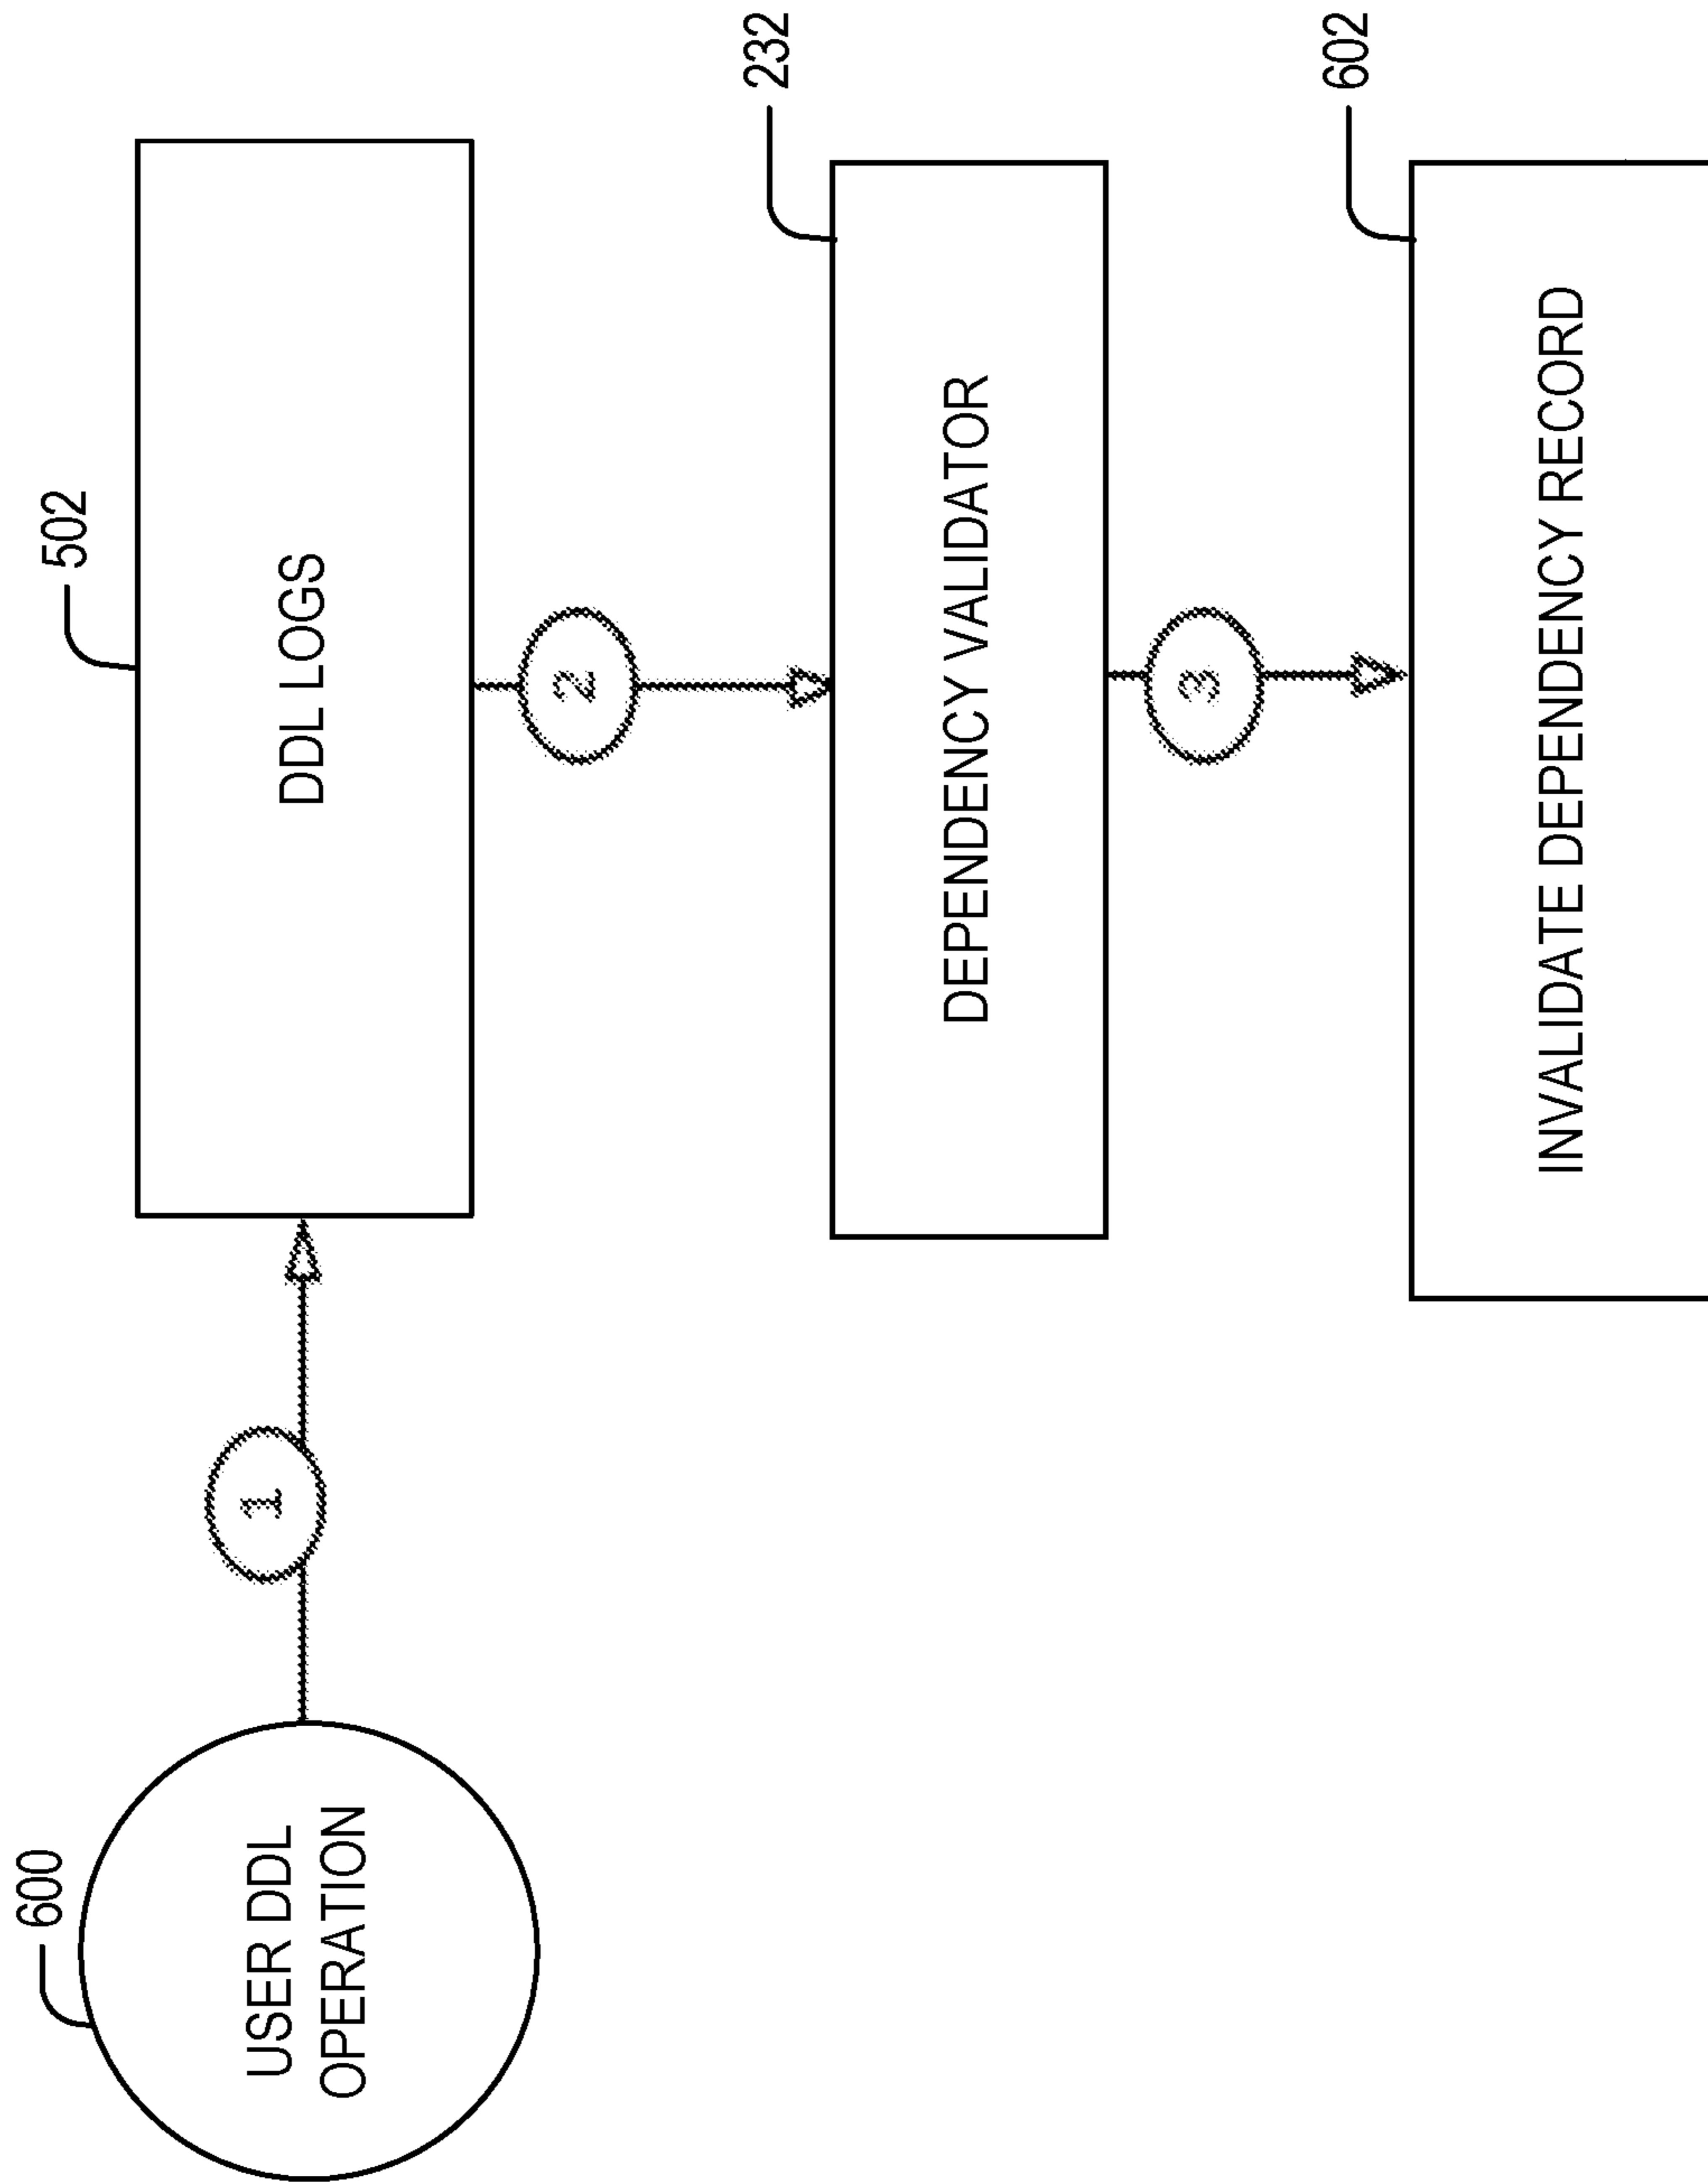 600
USER DDL
OPERATION
1
502
DDL LOGS
2
232
DEPENDENCY VALIDATOR
3
602
INVALIDATE DEPENDENCY RECORD